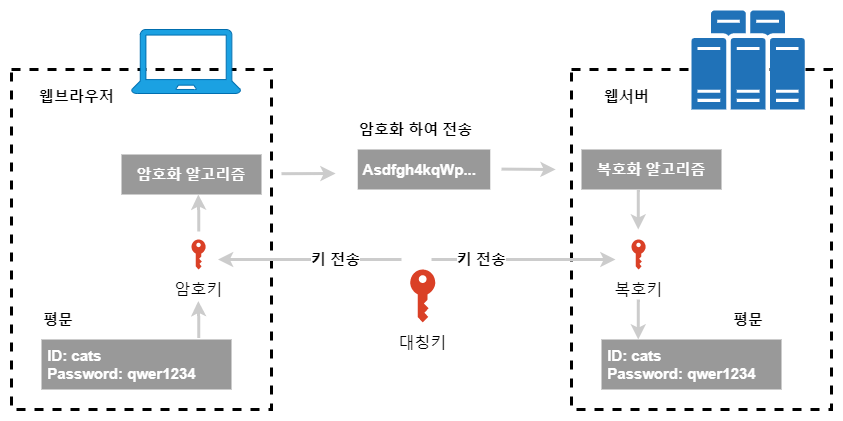 웹브라우저
웹서버
암호화 하여 전송
암호화 알고리즘
Asdfgh4kqWp...
복호화 알고리즘
키 전송
키 전송
암호키
대칭키
복호키
평문
ID: cats
Password: qwer1234
평문
ID: cats
Password: qwer1234